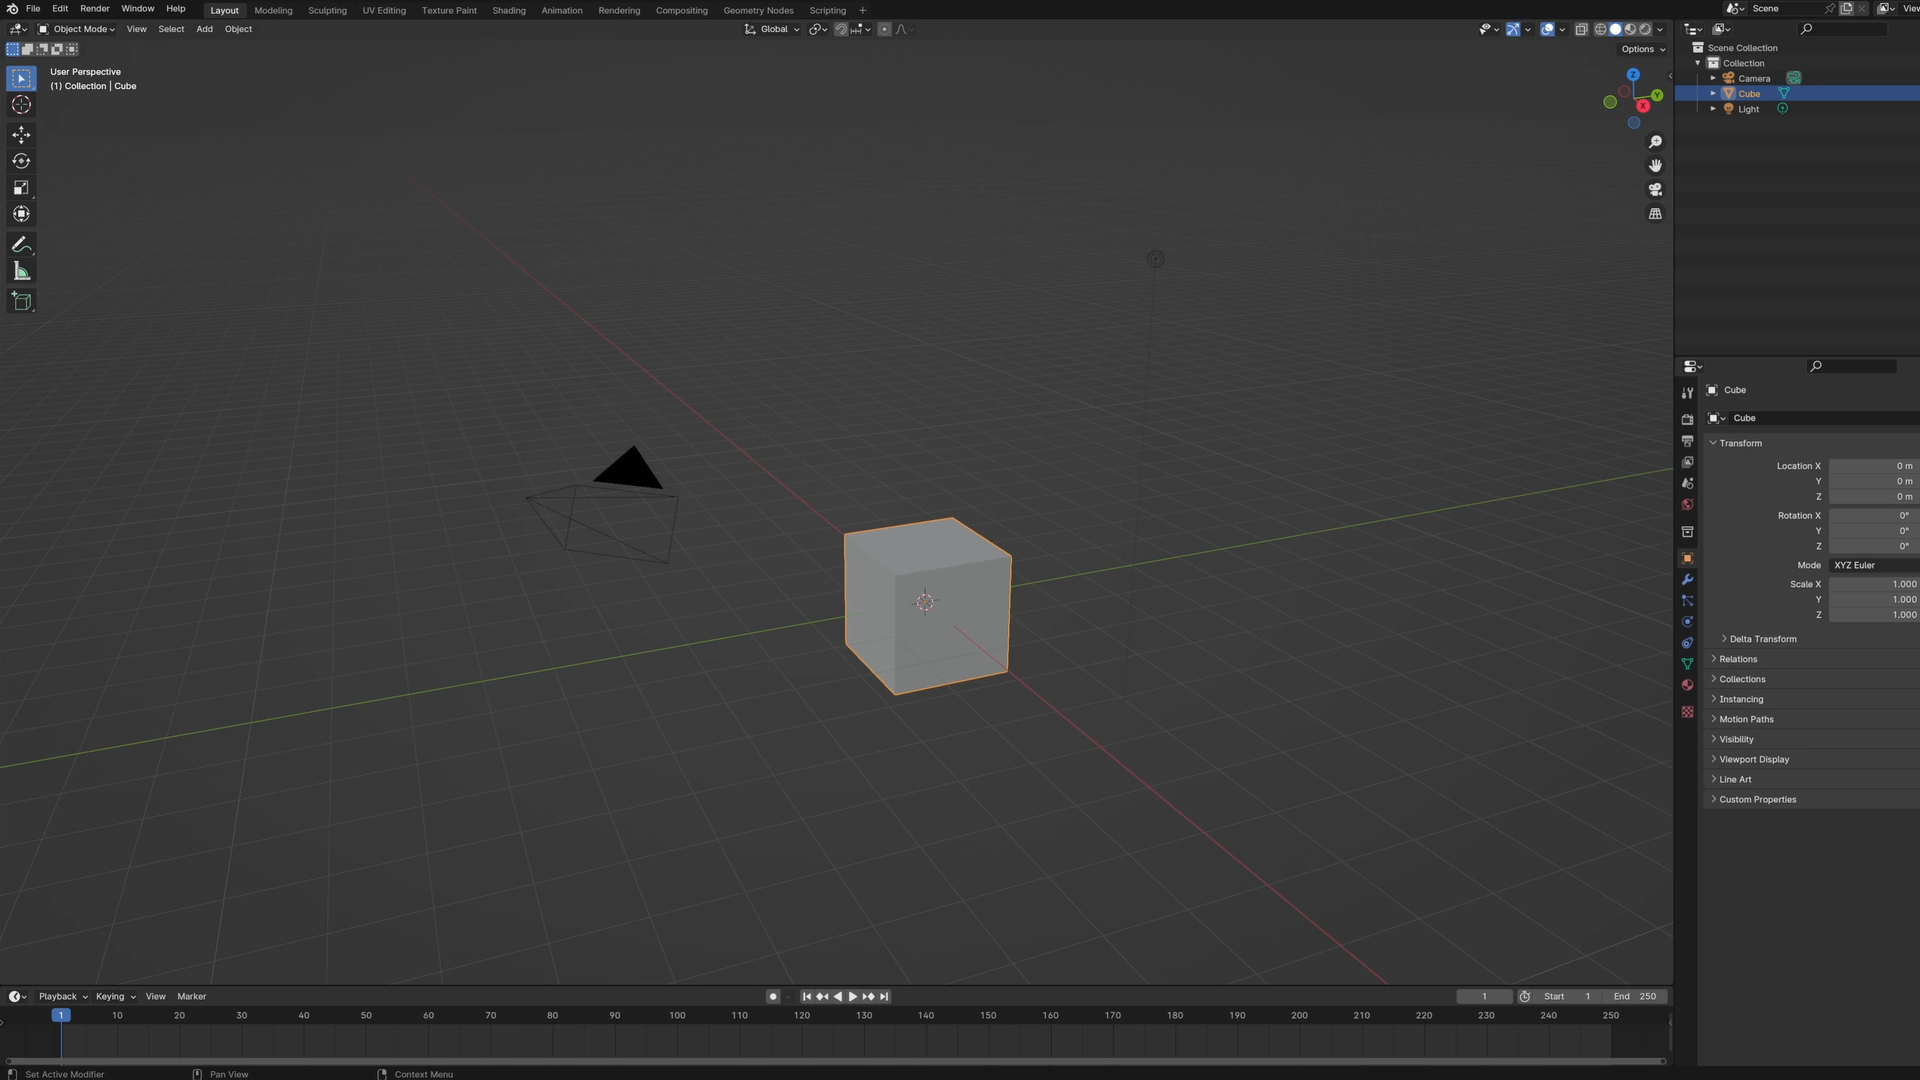 File Edit Render Window Help Layout Modeling Sculpting UV Editing Texture Paint Shading Animation Rendering Compositing Geometry Nodes Scripting + Scene
Object Mode View Select Add Object Global
Options
User Perspective
(1) Collection | Cube
Z
Y
X
Scene Collection
Collection
Camera
Cube
Light
Cube
Cube
Transform
Location X 0 m
Y 0 m
Z 0 m
Rotation X 0°
Y 0°
Z 0°
Mode XYZ Euler
Scale X 1.000
Y 1.000
Z 1.000
Delta Transform
Relations
Collections
Instancing
Motion Paths
Visibility
Viewport Display
Line Art
Custom Properties
Playback Keying View Marker 1 Start 1 End 250
1 10 20 30 40 50 60 70 80 90 100 110 120 130 140 150 160 170 180 190 200 210 220 230 240 250
Set Active Modifier Pan View Context Menu